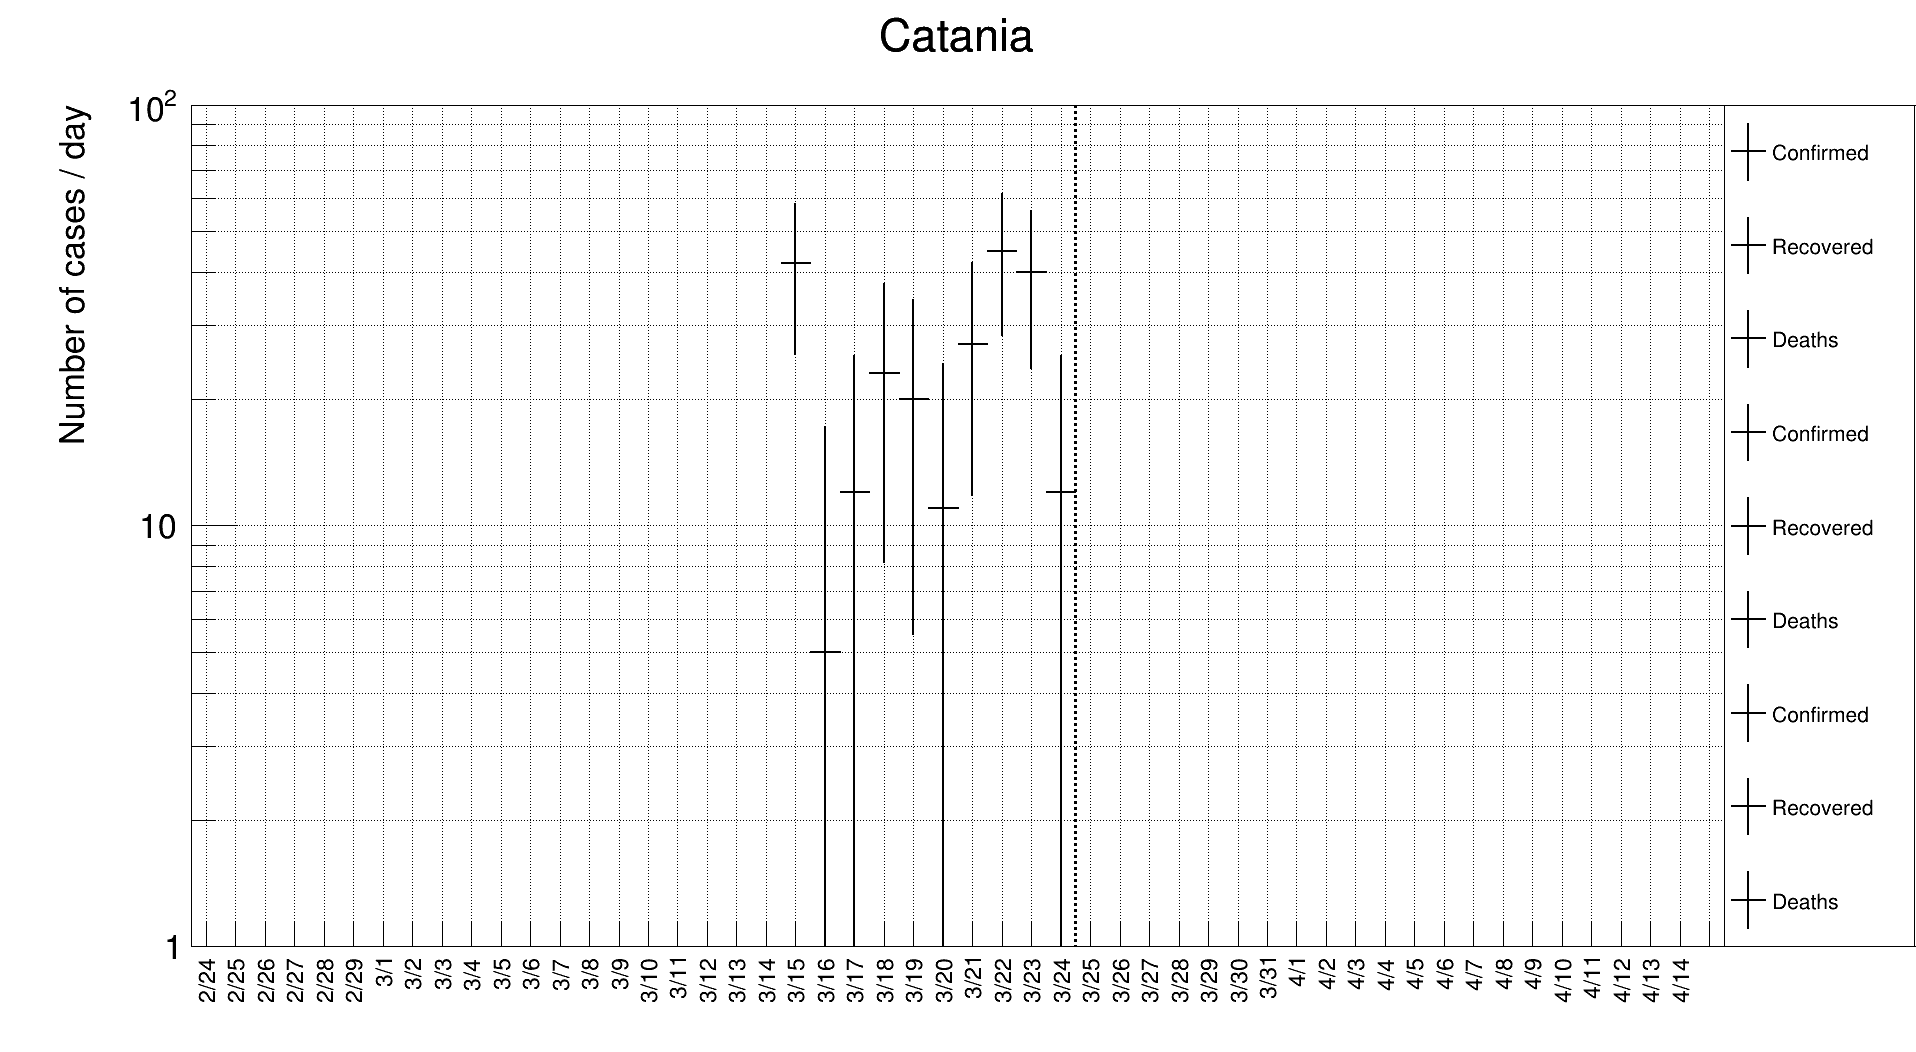 Catania
Number of cases / day
10²
10
1
2/24 2/25 2/26 2/27 2/28 2/29 3/1 3/2 3/3 3/4 3/5 3/6 3/7 3/8 3/9 3/10 3/11 3/12 3/13 3/14 3/15 3/16 3/17 3/18 3/19 3/20 3/21 3/22 3/23 3/24 3/25 3/26 3/27 3/28 3/29 3/30 3/31 4/1 4/2 4/3 4/4 4/5 4/6 4/7 4/8 4/9 4/10 4/11 4/12 4/13 4/14
Confirmed
Recovered
Deaths
Confirmed
Recovered
Deaths
Confirmed
Recovered
Deaths